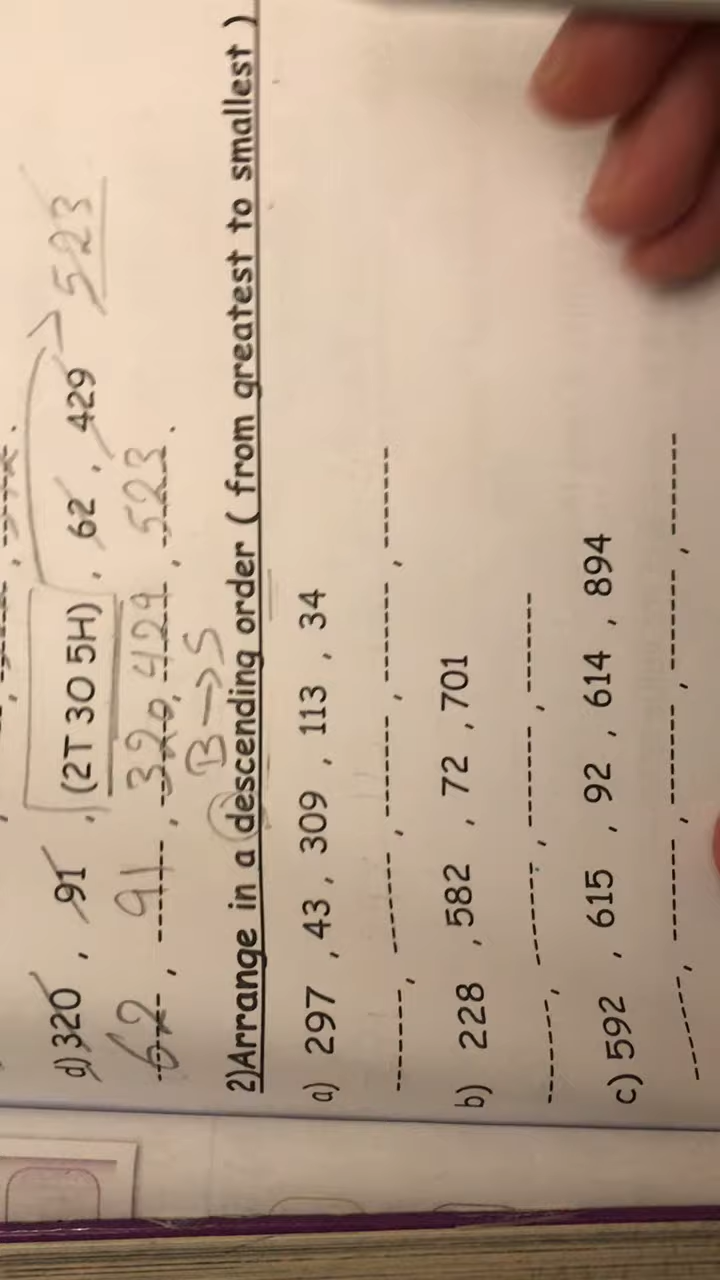 d) 320 , 91 , (2T 3O 5H) , 62 , 429 523
62 , 91 , 320 , 429 , 523 .
B → S
2)Arrange in a descending order ( from greatest to smallest )
a) 297 , 43 , 309 , 113 , 34
-------, -------, -------, -------, -------
b) 228 , 582 , 72 , 701
-------, -------, -------, -------
c) 592 , 615 , 92 , 614 , 894
-------, -------, -------, -------, -------